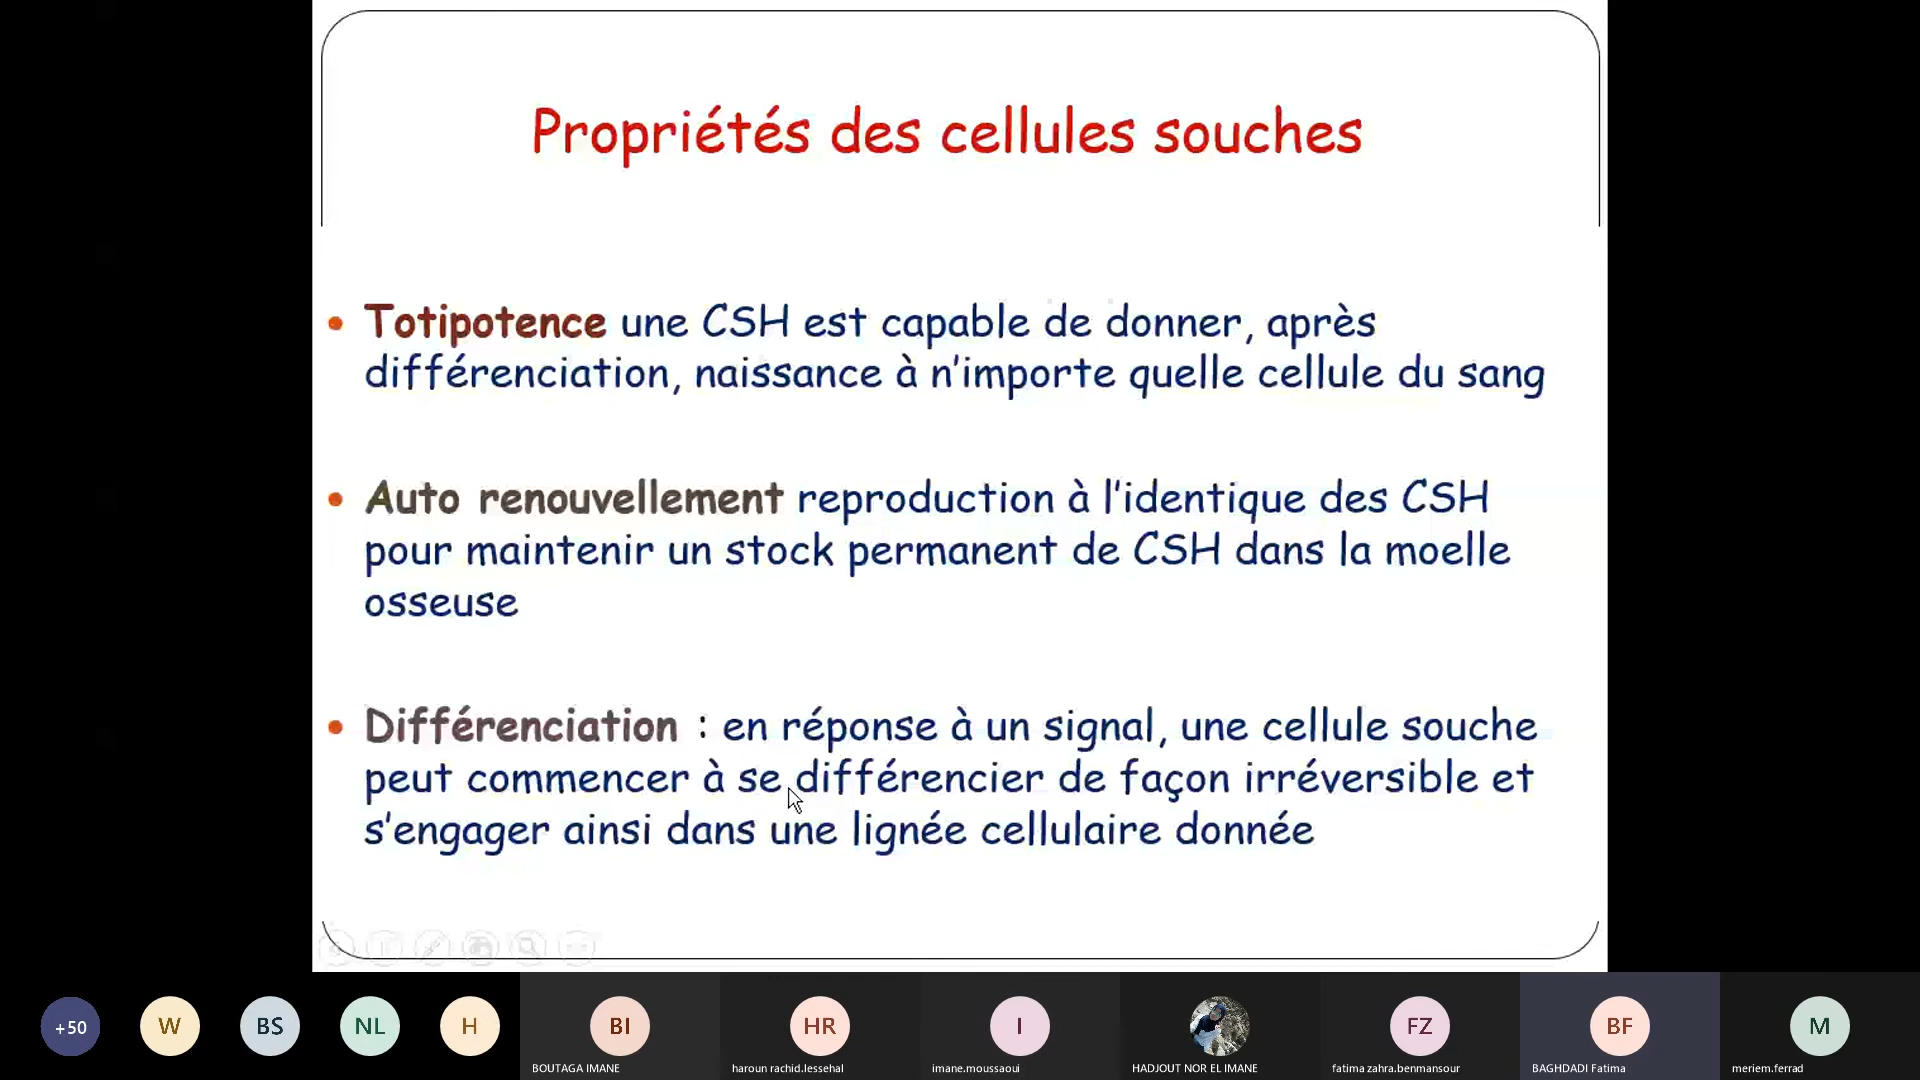 Propriétés des cellules souches
• Totipotence une CSH est capable de donner, après
différenciation, naissance à n'importe quelle cellule du sang
• Auto renouvellement reproduction à l'identique des CSH
pour maintenir un stock permanent de CSH dans la moelle
osseuse
• Différenciation : en réponse à un signal, une cellule souche
peut commencer à se différencier de façon irréversible et
s'engager ainsi dans une lignée cellulaire donnée
+50
W
BS
NL
H
BI
HR
I
FZ
BF
M
BOUTAGA IMANE
haroun rachid.lessehal
imane.moussaoui
HADJOUT NOR EL IMANE
fatima zahra.benmansour
BAGHDADI Fatima
meriem.ferrad